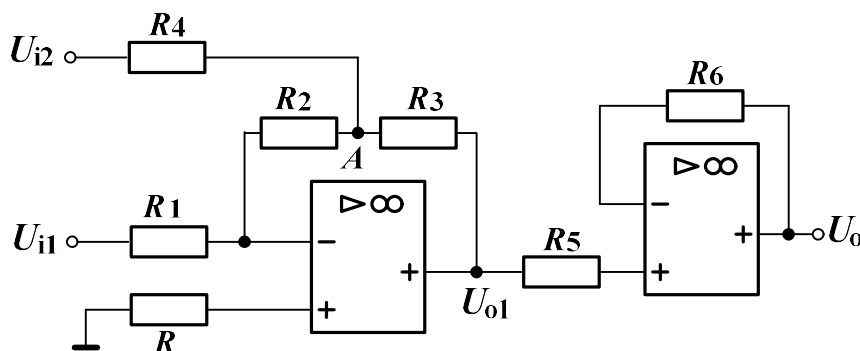 R4
Ui2
R6
R2
R3
A
▷∞
▷∞
R1
−
−
Ui1
+
Uo
R5
+
+
+
Uo1
R